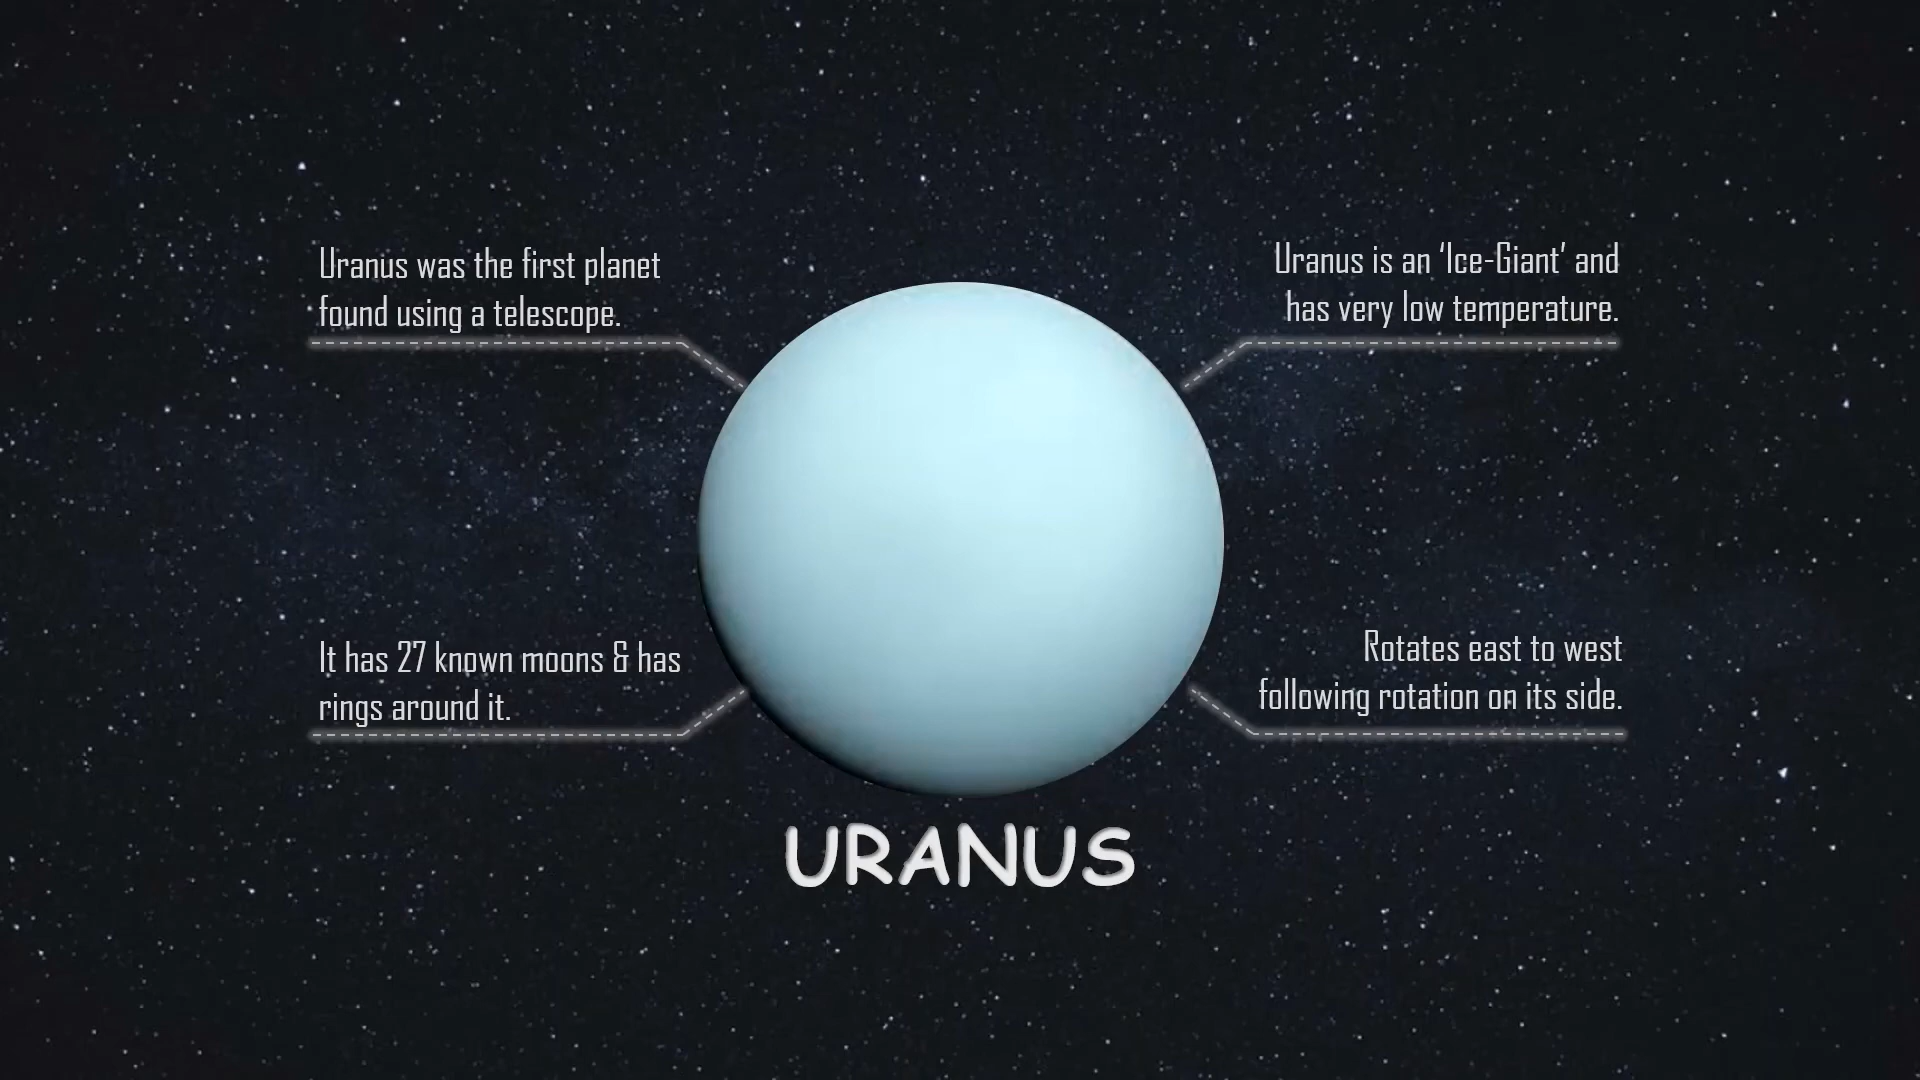 Uranus was the first planet
found using a telescope.
Uranus is an ‘Ice-Giant’ and
has very low temperature.
It has 27 known moons & has
rings around it.
Rotates east to west
following rotation on its side.
URANUS